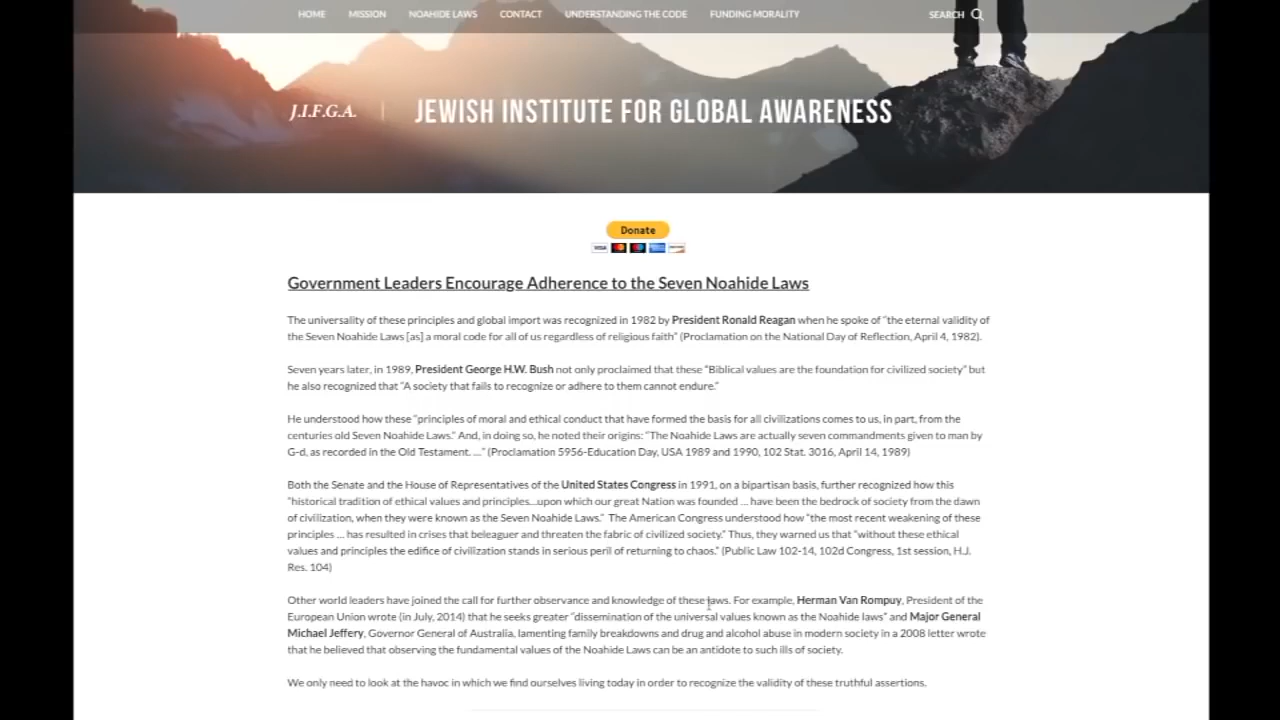 HOME MISSION NOAHIDE LAWS CONTACT UNDERSTANDING THE CODE FUNDING MORALITY SEARCH
J.I.F.G.A. | JEWISH INSTITUTE FOR GLOBAL AWARENESS
Donate
VISA
Government Leaders Encourage Adherence to the Seven Noahide Laws
The universality of these principles and global import was recognized in 1982 by President Ronald Reagan when he spoke of “the eternal validity of
the Seven Noahide Laws [as] a moral code for all of us regardless of religious faith” (Proclamation on the National Day of Reflection, April 4, 1982).
Seven years later, in 1989, President George H.W. Bush not only proclaimed that these “Biblical values are the foundation for civilized society” but
he also recognized that “A society that fails to recognize or adhere to them cannot endure.”
He understood how these “principles of moral and ethical conduct that have formed the basis for all civilizations comes to us, in part, from the
centuries old Seven Noahide Laws.” And, in doing so, he noted their origins: “The Noahide Laws are actually seven commandments given to man by
G-d, as recorded in the Old Testament. ...” (Proclamation 5956-Education Day, USA 1989 and 1990, 102 Stat. 3016, April 14, 1989)
Both the Senate and the House of Representatives of the United States Congress in 1991, on a bipartisan basis, further recognized how this
“historical tradition of ethical values and principles...upon which our great Nation was founded ... have been the bedrock of society from the dawn
of civilization, when they were known as the Seven Noahide Laws.” The American Congress understood how “the most recent weakening of these
principles ... has resulted in crises that beleaguer and threaten the fabric of civilized society.” Thus, they warned us that “without these ethical
values and principles the edifice of civilization stands in serious peril of returning to chaos.” (Public Law 102-14, 102d Congress, 1st session, H.J.
Res. 104)
Other world leaders have joined the call for further observance and knowledge of these laws. For example, Herman Van Rompuy, President of the
European Union wrote (in July, 2014) that he seeks greater “dissemination of the universal values known as the Noahide laws” and Major General
Michael Jeffery, Governor General of Australia, lamenting family breakdowns and drug and alcohol abuse in modern society in a 2008 letter wrote
that he believed that observing the fundamental values of the Noahide Laws can be an antidote to such ills of society.
We only need to look at the havoc in which we find ourselves living today in order to recognize the validity of these truthful assertions.